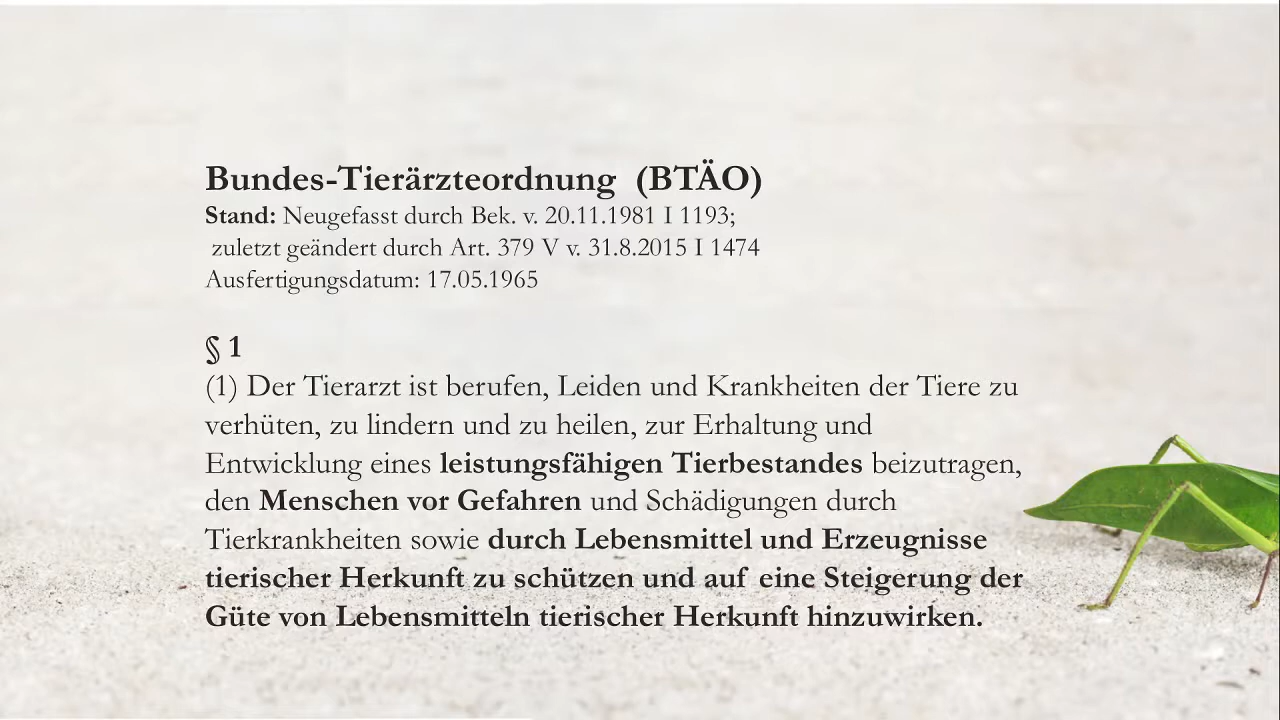 Bundes-Tierärzteordnung (BTÄO)
Stand: Neugefasst durch Bek. v. 20.11.1981 I 1193;
zuletzt geändert durch Art. 379 V v. 31.8.2015 I 1474
Ausfertigungsdatum: 17.05.1965
§ 1
(1) Der Tierarzt ist berufen, Leiden und Krankheiten der Tiere zu
verhüten, zu lindern und zu heilen, zur Erhaltung und
Entwicklung eines leistungsfähigen Tierbestandes beizutragen,
den Menschen vor Gefahren und Schädigungen durch
Tierkrankheiten sowie durch Lebensmittel und Erzeugnisse
tierischer Herkunft zu schützen und auf eine Steigerung der
Güte von Lebensmitteln tierischer Herkunft hinzuwirken.